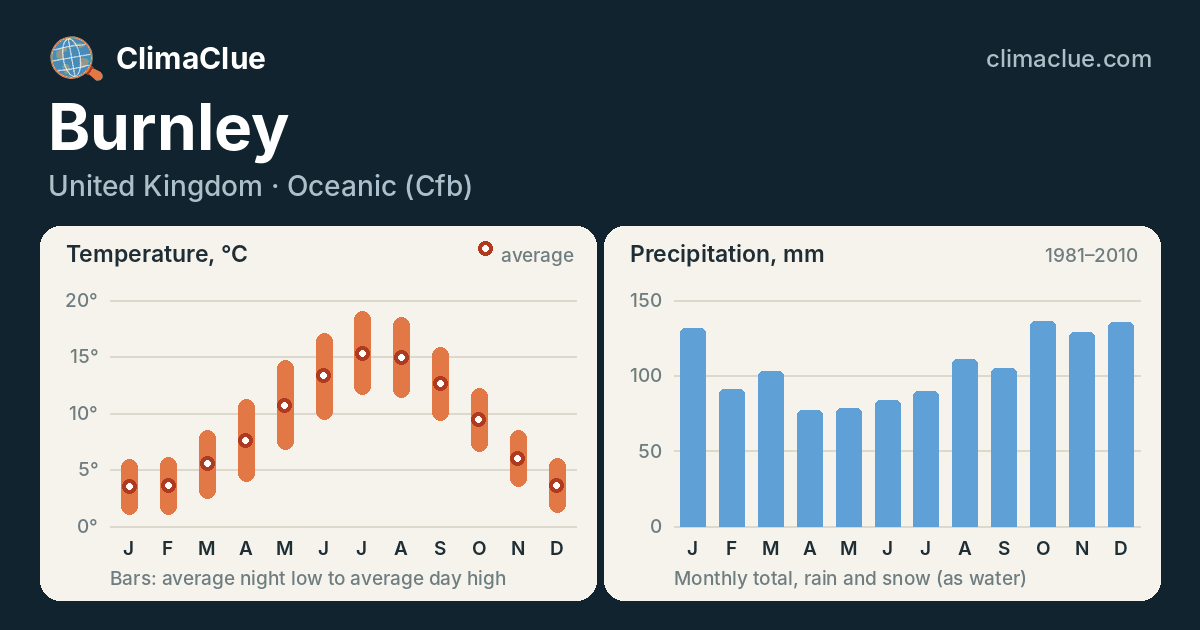 ClimaClue
climaclue.com
Burnley
United Kingdom · Oceanic (Cfb)
Temperature, °C
average
20°
15°
10°
5°
0°
J F M A M J J A S O N D
Bars: average night low to average day high
Precipitation, mm
1981–2010
150
100
50
0
J F M A M J J A S O N D
Monthly total, rain and snow (as water)